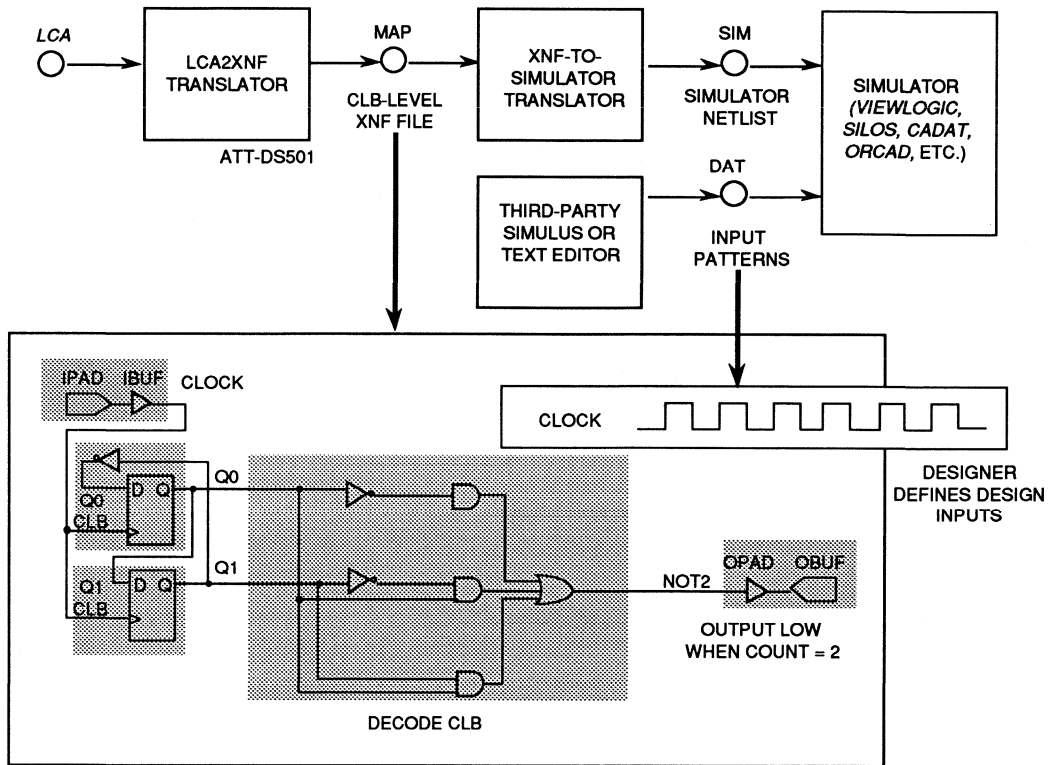 LCA
LCA2XNF
TRANSLATOR
ATT-DS501
MAP
CLB-LEVEL
XNF FILE
XNF-TO-
SIMULATOR
TRANSLATOR
SIM
SIMULATOR
NETLIST
SIMULATOR
(VIEWLOGIC,
SILOS, CADAT,
ORCAD, ETC.)
THIRD-PARTY
SIMULUS OR
TEXT EDITOR
DAT
INPUT
PATTERNS
IPAD
IBUF
CLOCK
CLOCK
DESIGNER
DEFINES DESIGN
INPUTS
D Q
Q0
CLB
Q0
D Q
Q1
CLB
Q1
DECODE CLB
NOT2
OPAD
OBUF
OUTPUT LOW
WHEN COUNT = 2